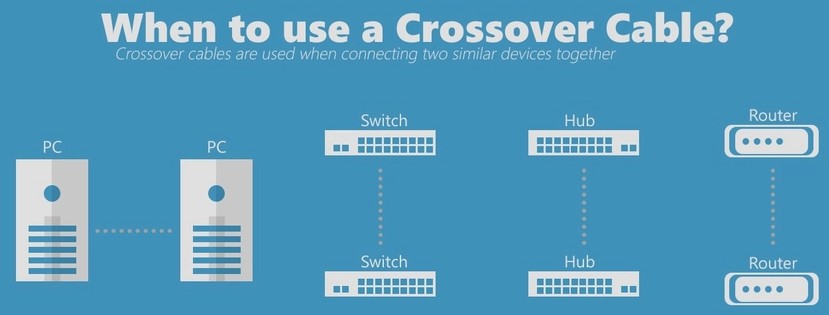 When to use a Crossover Cable?
Crossover cables are used when connecting two similar devices together
PC
PC
Switch
Hub
Router
Switch
Hub
Router